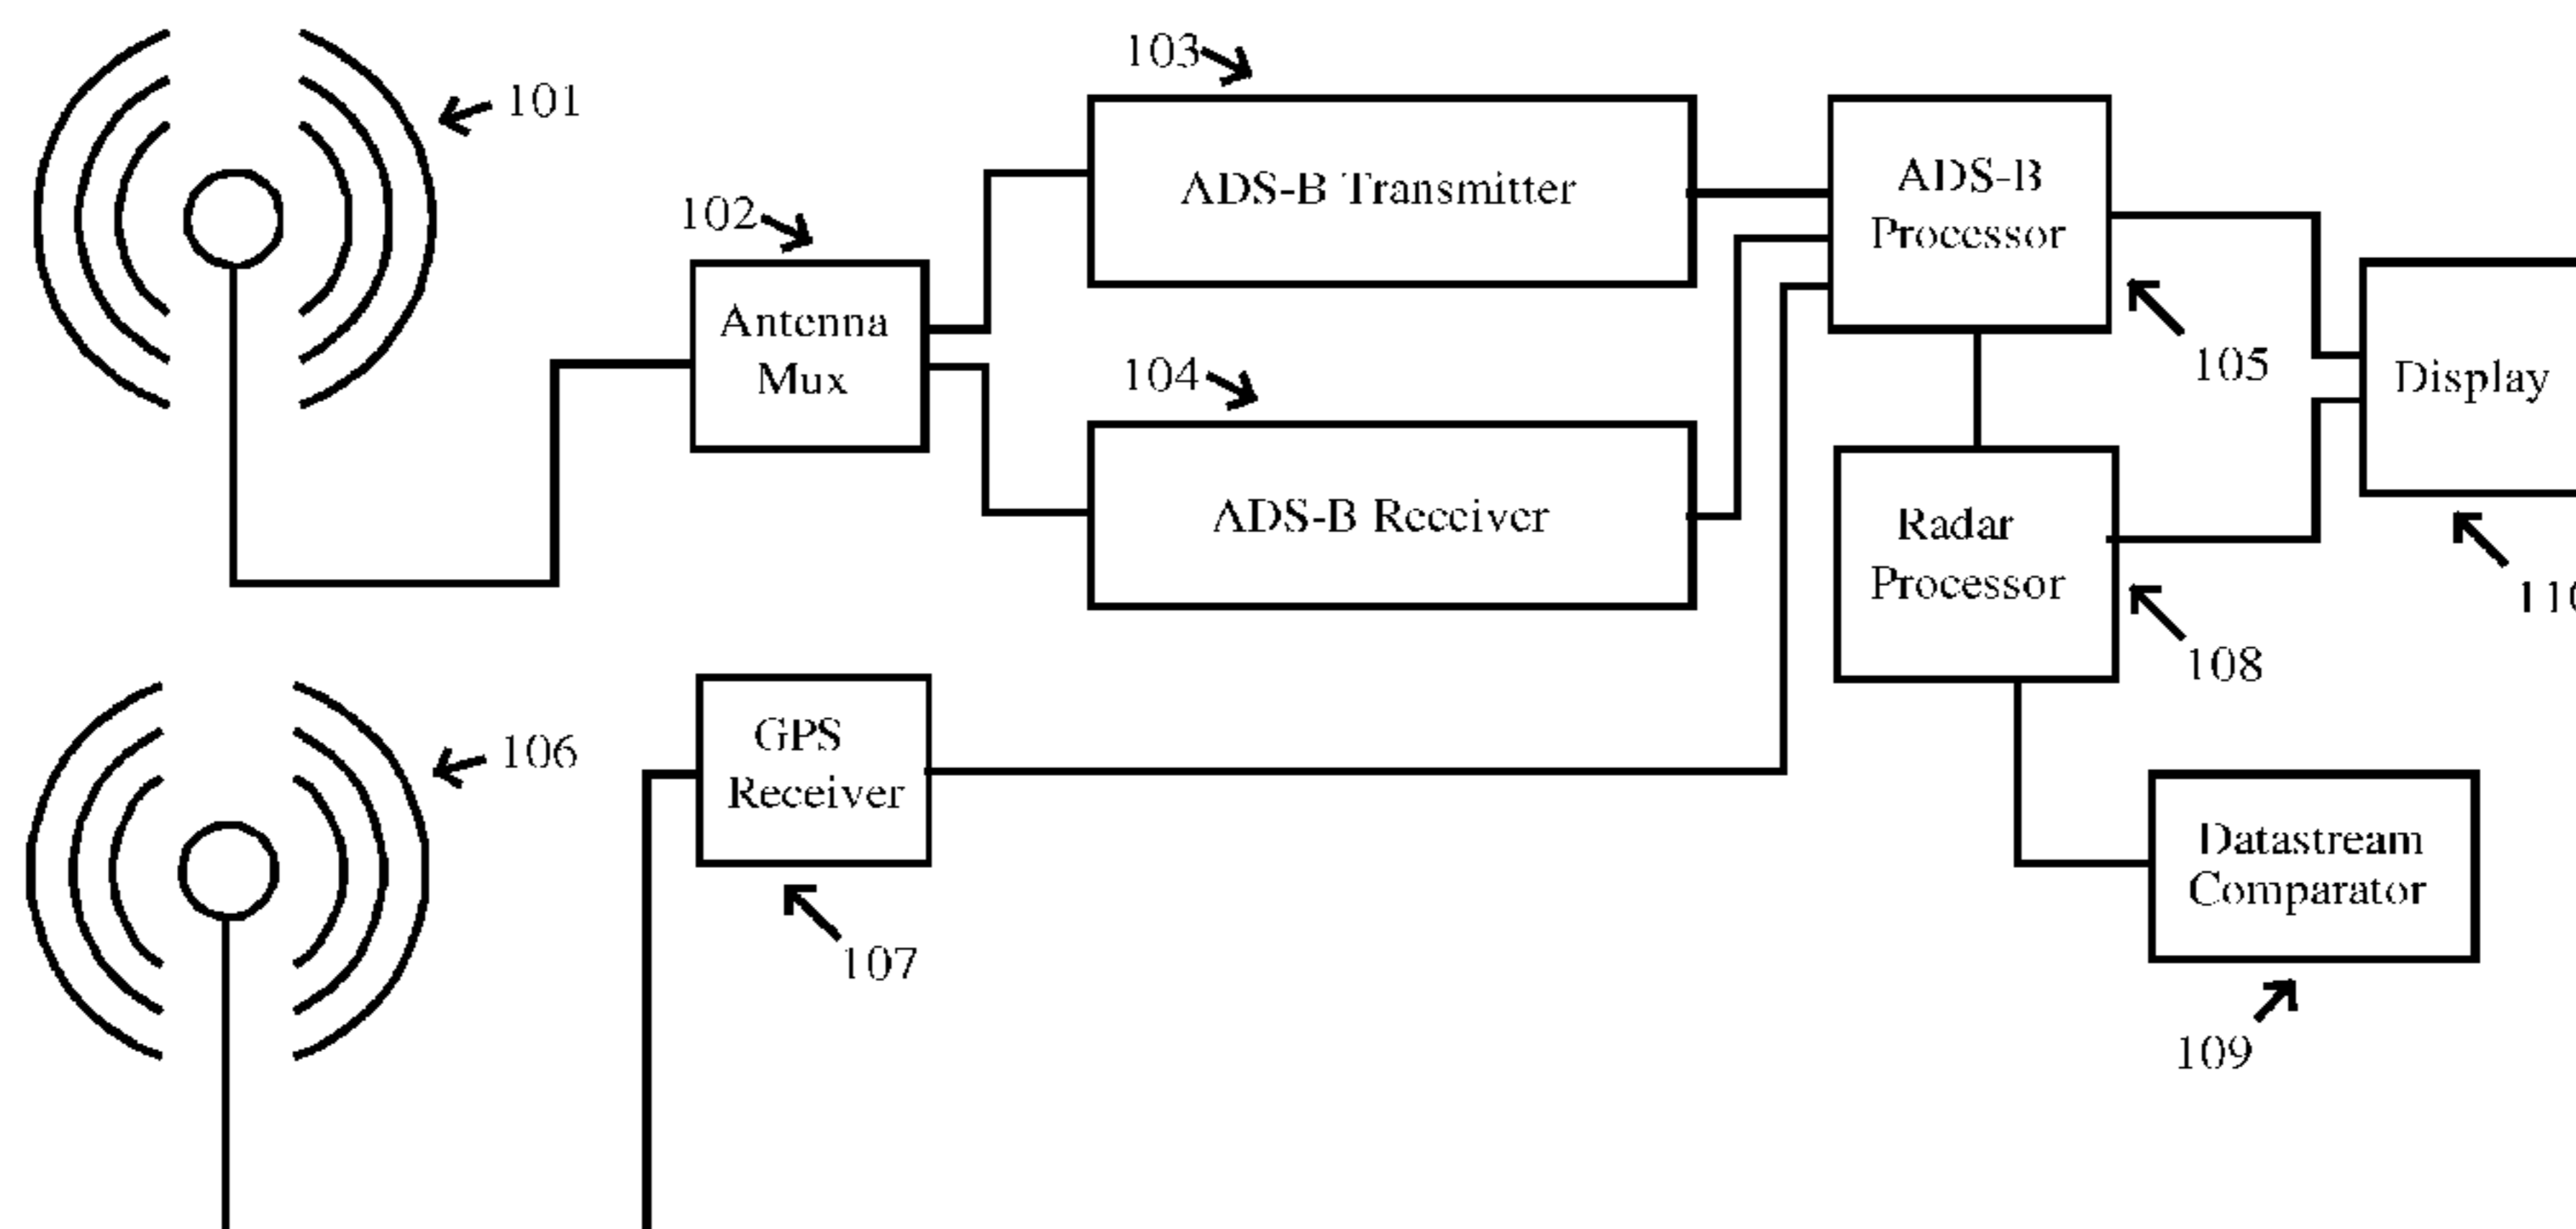 103
101
ADS-B Transmitter
ADS-B
Processor
102
Antenna
Mux
105
104
Display
ADS-B Receiver
Radar
Processor
110
108
106
GPS
Receiver
107
Datastream
Comparator
109